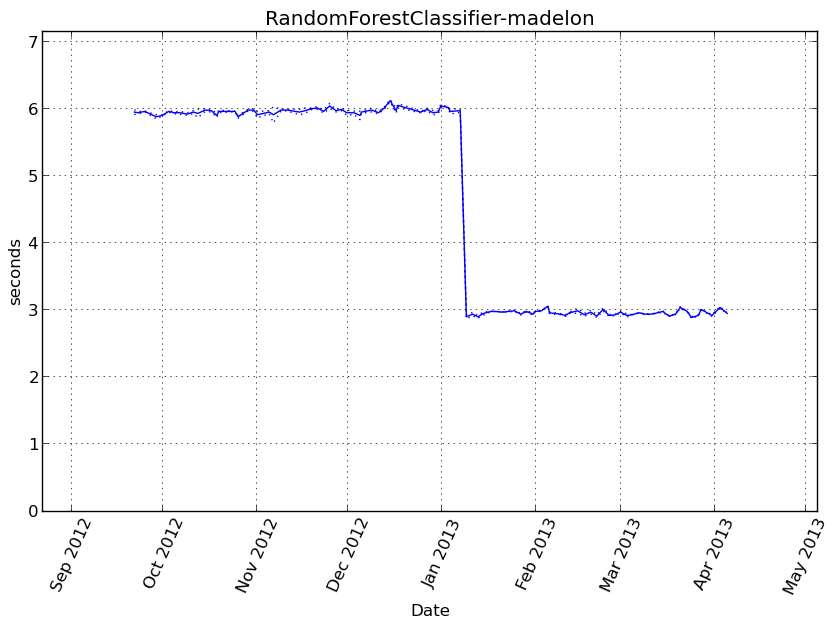 RandomForestClassifier-madelon
7
6
5
4
3
2
1
0
seconds
Sep 2012
Oct 2012
Nov 2012
Dec 2012
Jan 2013
Feb 2013
Mar 2013
Apr 2013
May 2013
Date